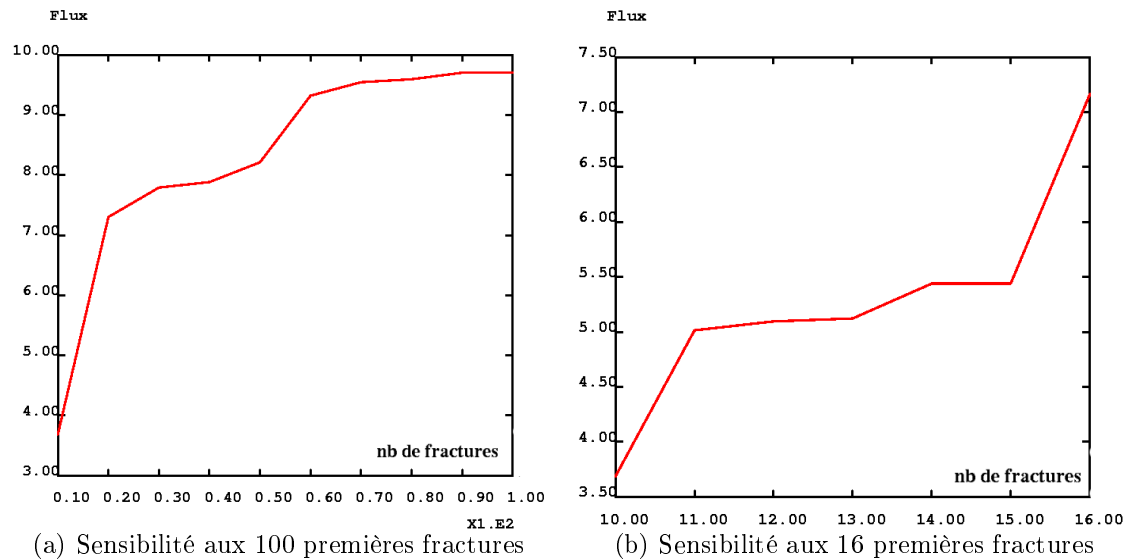 Flux
10.00
9.00
8.00
7.00
6.00
5.00
4.00
3.00
nb de fractures
0.10 0.20 0.30 0.40 0.50 0.60 0.70 0.80 0.90 1.00
X1.E2
(a) Sensibilité aux 100 premières fractures
Flux
7.50
7.00
6.50
6.00
5.50
5.00
4.50
4.00
3.50
nb de fractures
10.00 11.00 12.00 13.00 14.00 15.00 16.00
(b) Sensibilité aux 16 premières fractures